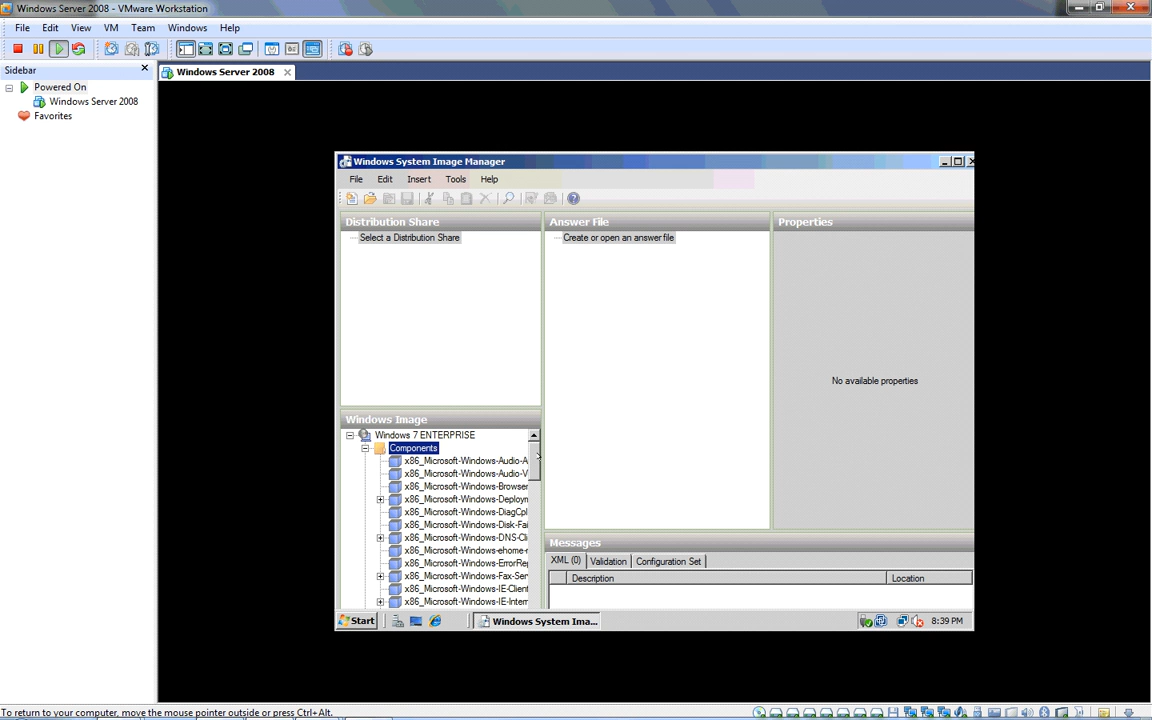 Windows Server 2008 - VMware Workstation
File Edit View VM Team Windows Help
Sidebar
Windows Server 2008
Powered On
Windows Server 2008
Favorites
Windows System Image Manager
File Edit Insert Tools Help
Distribution Share
Select a Distribution Share
Answer File
Create or open an answer file
Properties
No available properties
Windows Image
Windows 7 ENTERPRISE
Components
x86_Microsoft-Windows-Audio-A
x86_Microsoft-Windows-Audio-V
x86_Microsoft-Windows-Browser
x86_Microsoft-Windows-Deploym
x86_Microsoft-Windows-DiagCpl
x86_Microsoft-Windows-Disk-Fai
x86_Microsoft-Windows-DNS-Cli
x86_Microsoft-Windows-ehome-r
x86_Microsoft-Windows-ErrorRep
x86_Microsoft-Windows-Fax-Serv
x86_Microsoft-Windows-IE-Client
x86_Microsoft-Windows-IE-Intern
Messages
XML (0) Validation Configuration Set
Description Location
Start Windows System Ima... 8:39 PM
To return to your computer, move the mouse pointer outside or press Ctrl+Alt.